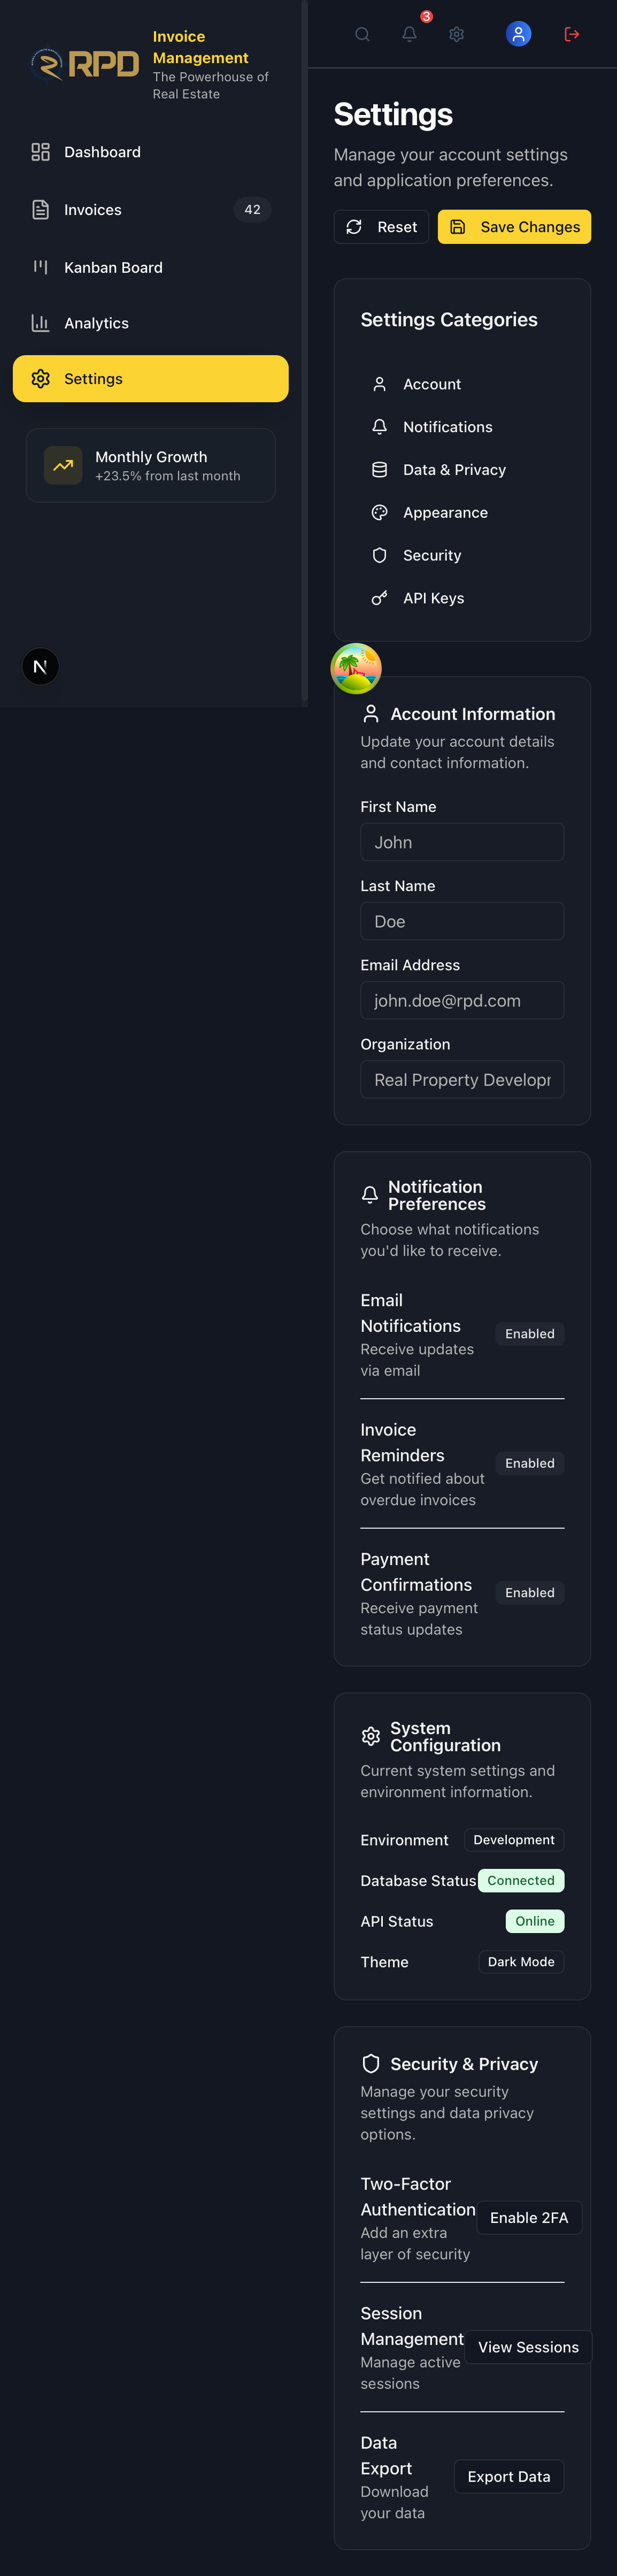 RPD
Invoice
Management
The Powerhouse of
Real Estate
Dashboard
Invoices
42
Kanban Board
Analytics
Settings
Monthly Growth
+23.5% from last month
N
3
Settings
Manage your account settings
and application preferences.
Reset
Save Changes
Settings Categories
Account
Notifications
Data & Privacy
Appearance
Security
API Keys
Account Information
Update your account details
and contact information.
First Name
John
Last Name
Doe
Email Address
john.doe@rpd.com
Organization
Real Property Developr
Notification
Preferences
Choose what notifications
you'd like to receive.
Email
Notifications
Receive updates
via email
Enabled
Invoice
Reminders
Get notified about
overdue invoices
Enabled
Payment
Confirmations
Receive payment
status updates
Enabled
System
Configuration
Current system settings and
environment information.
Environment
Development
Database Status
Connected
API Status
Online
Theme
Dark Mode
Security & Privacy
Manage your security
settings and data privacy
options.
Two-Factor
Authentication
Add an extra
layer of security
Enable 2FA
Session
Management
Manage active
sessions
View Sessions
Data
Export
Download
your data
Export Data